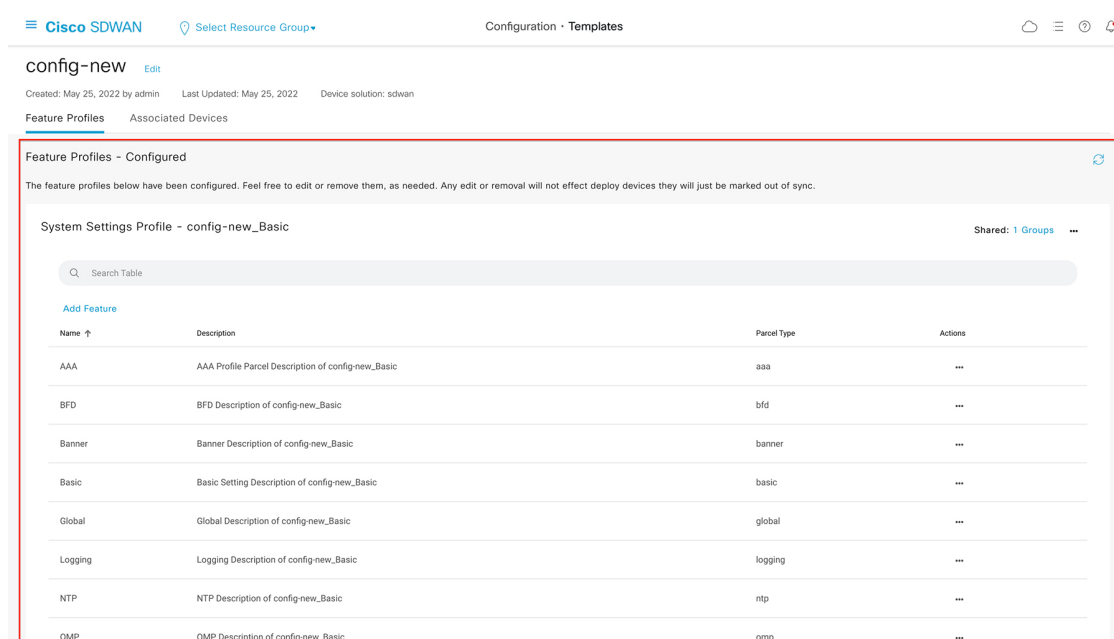 Cisco SDWAN
Select Resource Group
Configuration · Templates
config-new
Edit
Created: May 25, 2022 by admin
Last Updated: May 25, 2022
Device solution: sdwan
Feature Profiles
Associated Devices
Feature Profiles - Configured
The feature profiles below have been configured. Feel free to edit or remove them, as needed. Any edit or removal will not effect deploy devices they will just be marked out of sync.
System Settings Profile - config-new_Basic
Shared: 1 Groups
Search Table
Add Feature
Name Description Parcel Type Actions
AAA AAA Profile Parcel Description of config-new_Basic aaa
BFD BFD Description of config-new_Basic bfd
Banner Banner Description of config-new_Basic banner
Basic Basic Setting Description of config-new_Basic basic
Global Global Description of config-new_Basic global
Logging Logging Description of config-new_Basic logging
NTP NTP Description of config-new_Basic ntp
OMP OMP Description of config-new_Basic omp